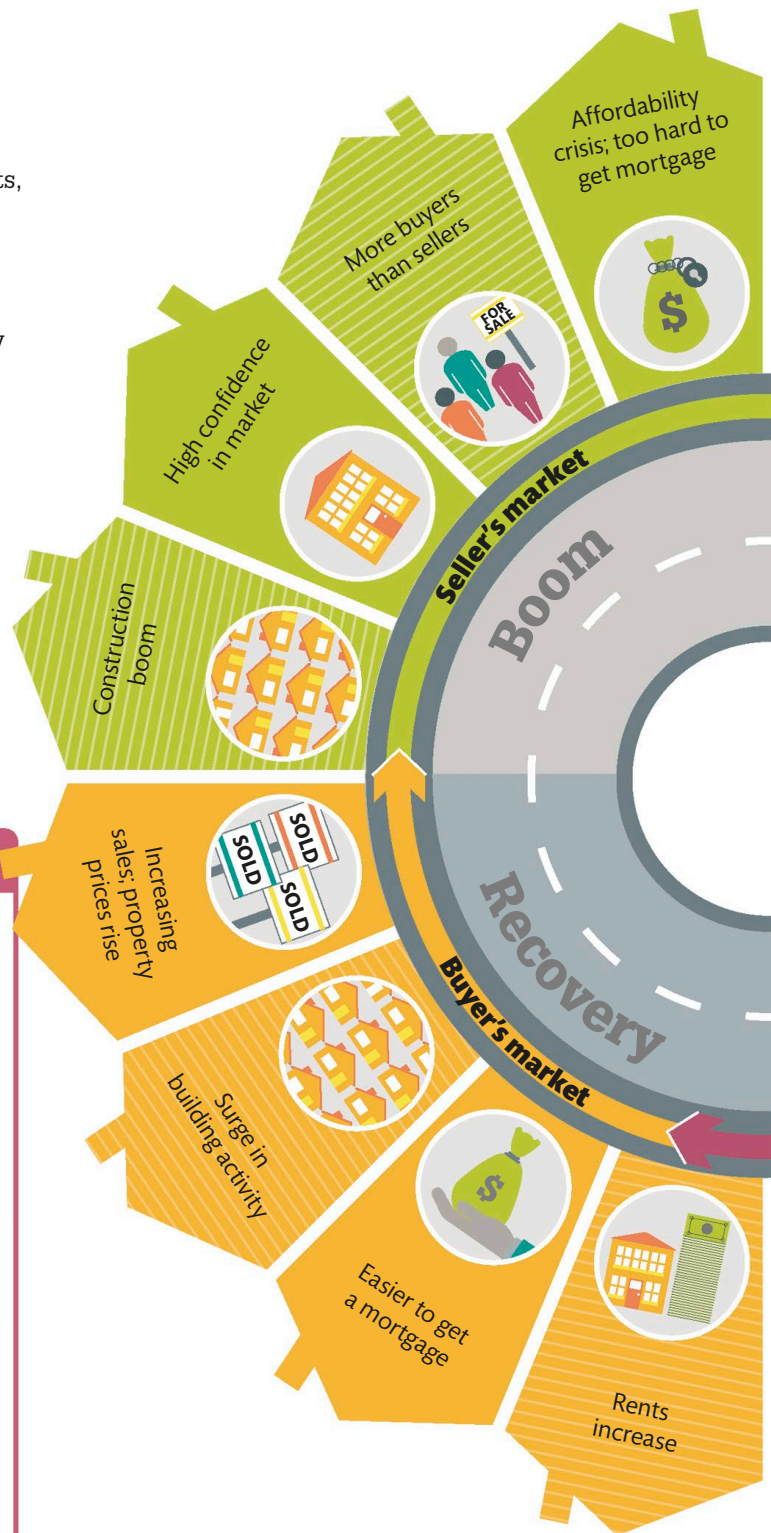 ts,
y
Affordability
crisis; too hard to
get mortgage
$
More buyers
than sellers
FOR
SALE
High confidence
in market
Seller's market
Boom
Construction
boom
Increasing
sales; property
prices rise
SOLD
SOLD
SOLD
Recovery
Buyer's market
Surge in
building activity
Easier to get
a mortgage
$
Rents
increase